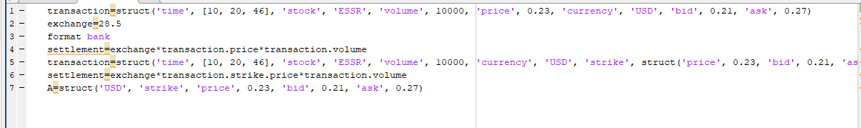 1 - transaction=struct('time', [10, 20, 46], 'stock', 'ESSR', 'volume', 10000, 'price', 0.23, 'currency', 'USD', 'bid', 0.21, 'ask', 0.27)
2 - exchange=28.5
3 - format bank
4 - settlement=exchange*transaction.price*transaction.volume
5 - transaction=struct('time', [10, 20, 46], 'stock', 'ESSR', 'volume', 10000, 'currency', 'USD', 'strike', struct('price', 0.23, 'bid', 0.21, 'as
6 - settlement=exchange*transaction.strike.price*transaction.volume
7 - A=struct('USD', 'strike', 'price', 0.23, 'bid', 0.21, 'ask', 0.27)